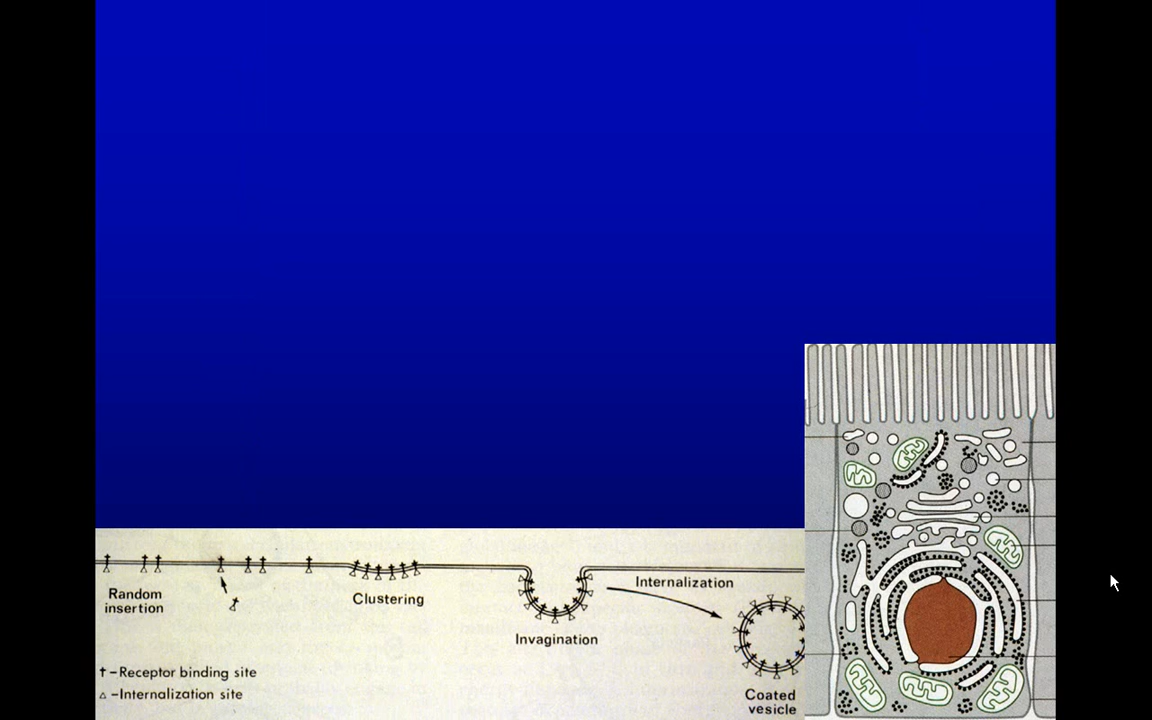 Random
insertion
Clustering
Invagination
Internalization
Coated
vesicle
† – Receptor binding site
△ – Internalization site